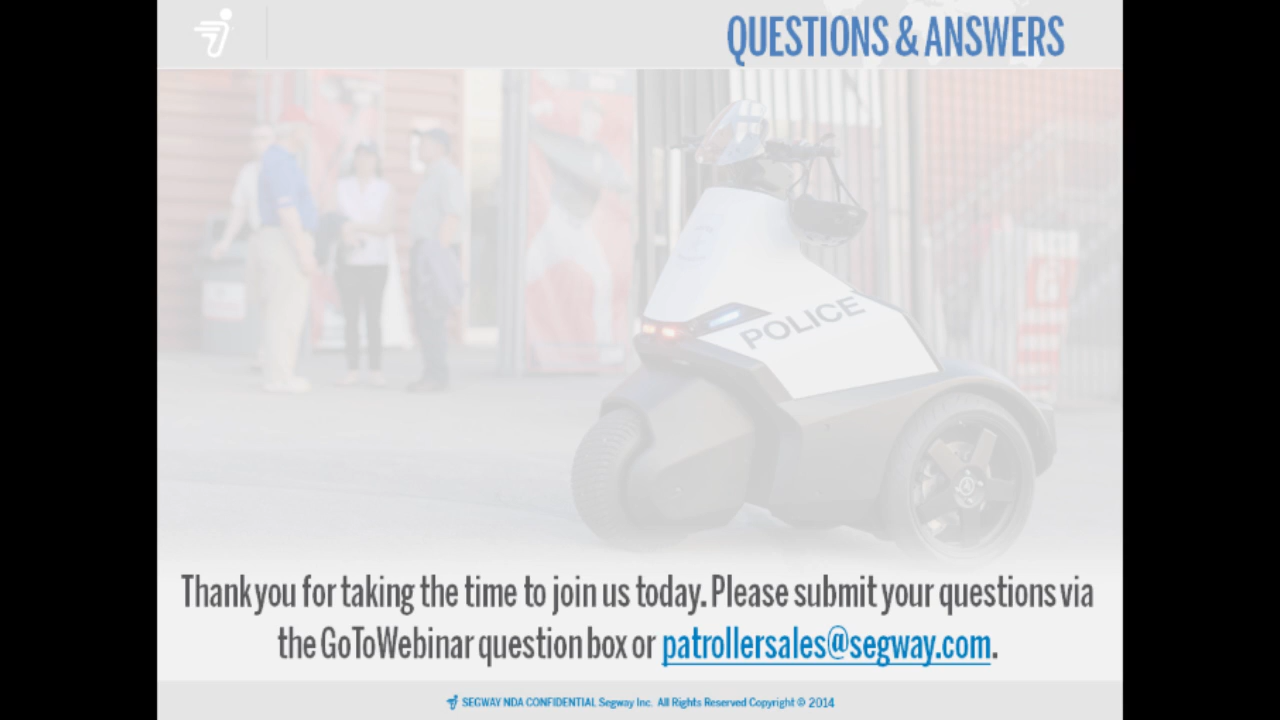 QUESTIONS & ANSWERS
POLICE
Thank you for taking the time to join us today. Please submit your questions via
the GoToWebinar question box or patrollersales@segway.com.
SEGWAY NDA CONFIDENTIAL Segway Inc. All Rights Reserved Copyright © 2014